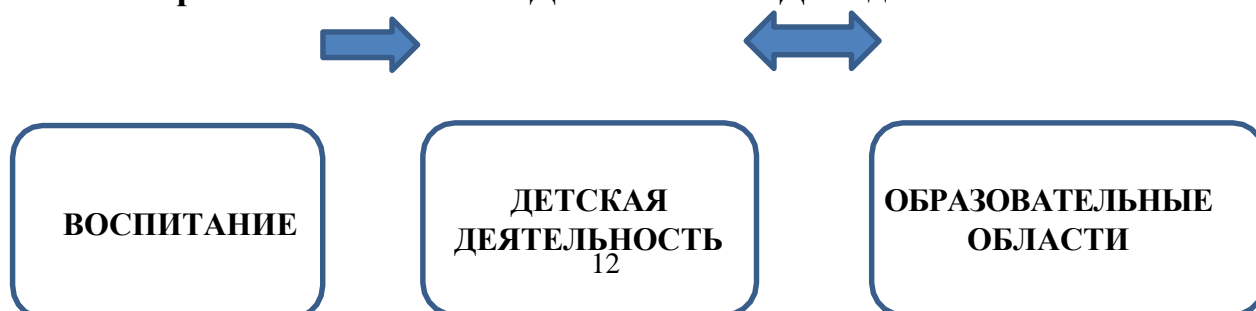 ВОСПИТАНИЕ
ДЕТСКАЯ
ДЕЯТЕЛЬНОСТЬ
12
ОБРАЗОВАТЕЛЬНЫЕ
ОБЛАСТИ